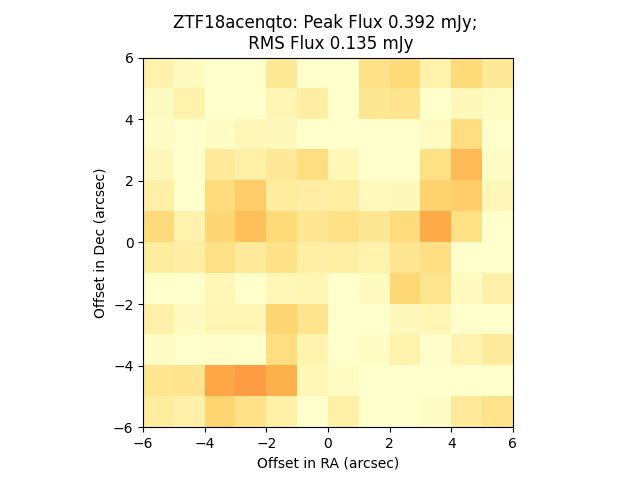 ZTF18acenqto: Peak Flux 0.392 mJy;
RMS Flux 0.135 mJy
6
4
2
0
−2
−4
−6
Offset in Dec (arcsec)
−6 −4 −2 0 2 4 6
Offset in RA (arcsec)